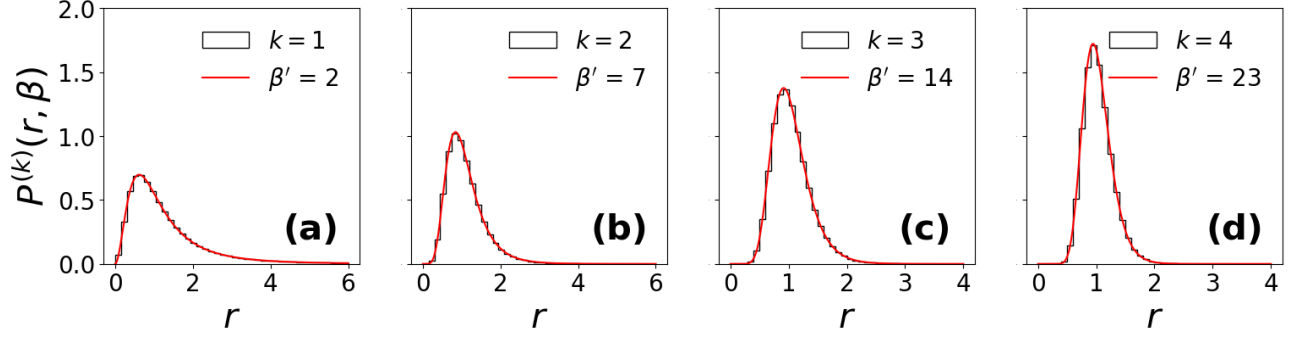 P^(k)(r, β)
2.0
1.5
1.0
0.5
0.0
k = 1
β′ = 2
(a)
0 2 4 6
r
k = 2
β′ = 7
(b)
0 2 4 6
r
k = 3
β′ = 14
(c)
0 1 2 3 4
r
k = 4
β′ = 23
(d)
0 1 2 3 4
r